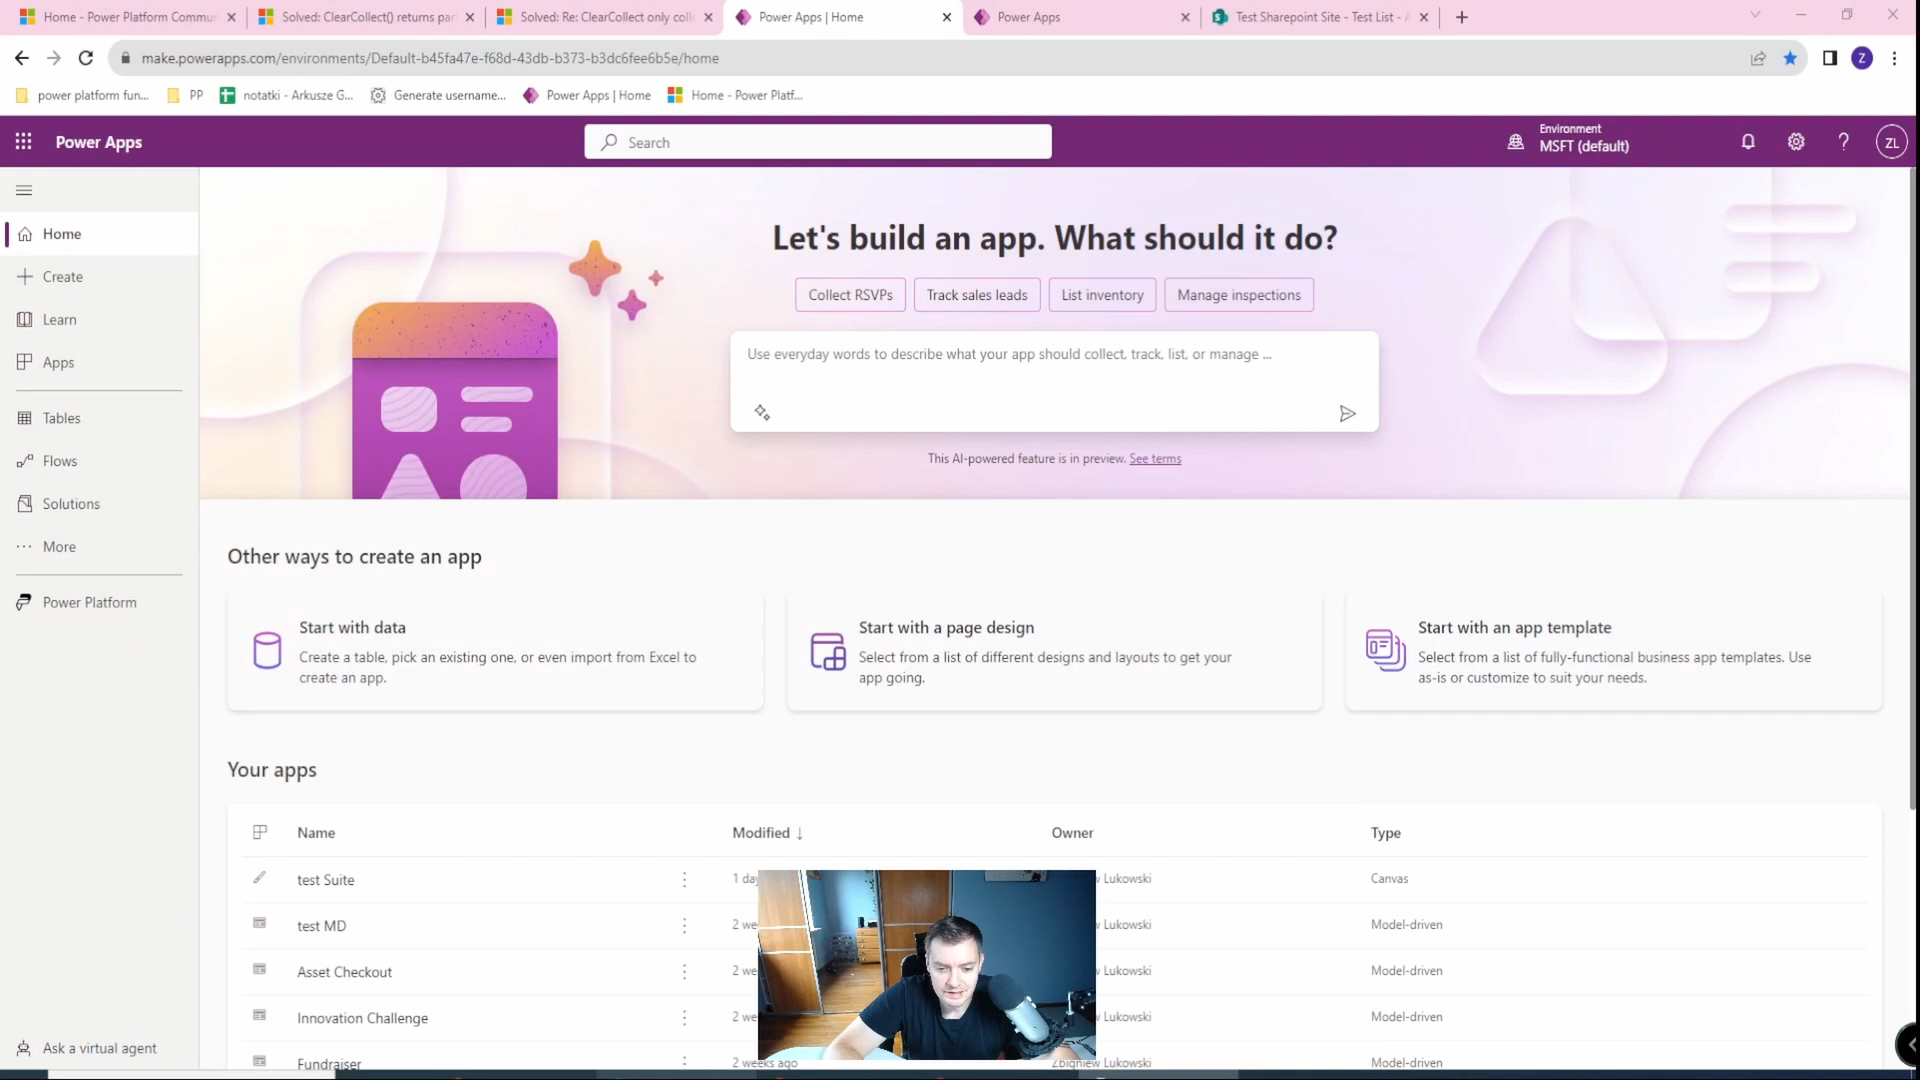 Home - Power Platform Commu
Solved: ClearCollect() returns par
Solved: Re: ClearCollect only coll
Power Apps | Home
Power Apps
Test Sharepoint Site - Test List -
make.powerapps.com/environments/Default-b45fa47e-f68d-43db-b373-b3dc6fee6b5e/home
Z
power platform fun...
PP
notatki - Arkusze G...
Generate username...
Power Apps | Home
Home - Power Platf...
Power Apps
Search
Environment
MSFT (default)
ZL
Home
Create
Learn
Apps
Tables
Flows
Solutions
More
Power Platform
Ask a virtual agent
Let's build an app. What should it do?
Collect RSVPs
Track sales leads
List inventory
Manage inspections
Use everyday words to describe what your app should collect, track, list, or manage ...
This AI-powered feature is in preview. See terms
Other ways to create an app
Start with data
Create a table, pick an existing one, or even import from Excel to
create an app.
Start with a page design
Select from a list of different designs and layouts to get your
app going.
Start with an app template
Select from a list of fully-functional business app templates. Use
as-is or customize to suit your needs.
Your apps
Name Modified ↓ Owner Type
test Suite 1 day Lukowski Canvas
test MD 2 we Lukowski Model-driven
Asset Checkout 2 we Lukowski Model-driven
Innovation Challenge 2 we Lukowski Model-driven
Fundraiser 2 weeks ago Zbigniew Lukowski Model-driven